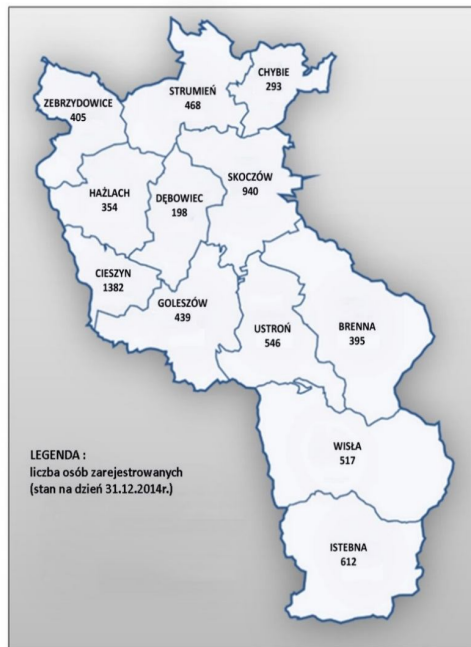 CHYBIE
293
STRUMIEŃ
468
ZEBRZYDOWICE
405
SKOCZÓW
940
HAŻLACH
354
DĘBOWIEC
198
CIESZYN
1382
GOLESZÓW
439
USTROŃ
546
BRENNA
395
WISŁA
517
LEGENDA :
liczba osób zarejestrowanych
(stan na dzień 31.12.2014r.)
ISTEBNA
612